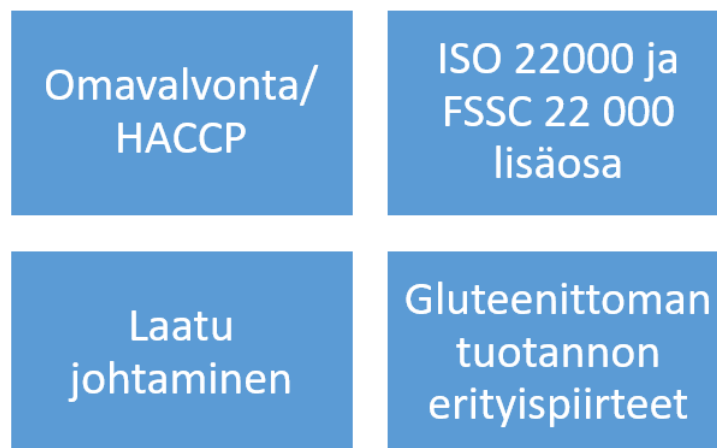 Omavalvonta/
HACCP
ISO 22000 ja
FSSC 22 000
lisäosa
Laatu
johtaminen
Gluteenittoman
tuotannon
erityispiirteet